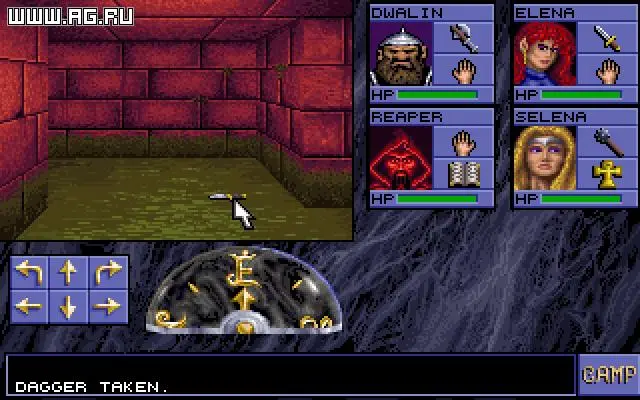 WWW.AG.RU
DWALIN
ELENA
HP
HP
REAPER
SELENA
HP
HP
E
DAGGER TAKEN.
CAMP